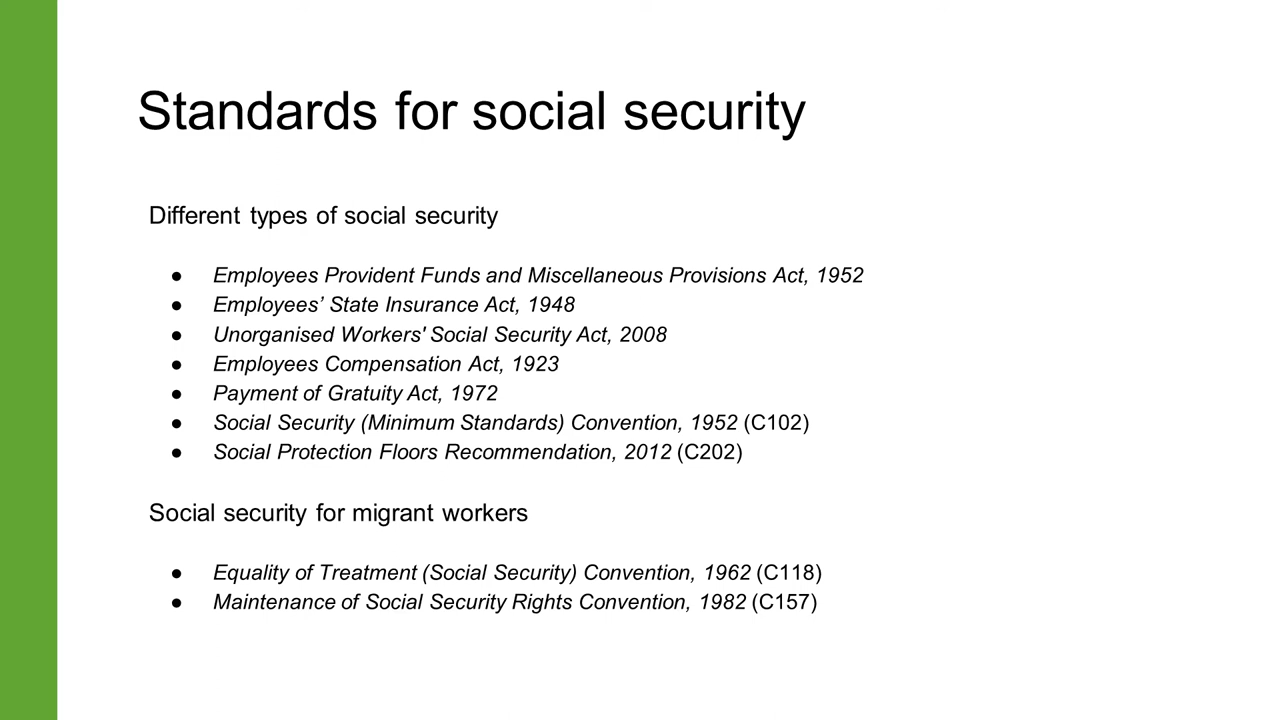 Standards for social security
Different types of social security
● Employees Provident Funds and Miscellaneous Provisions Act, 1952
● Employees’ State Insurance Act, 1948
● Unorganised Workers' Social Security Act, 2008
● Employees Compensation Act, 1923
● Payment of Gratuity Act, 1972
● Social Security (Minimum Standards) Convention, 1952 (C102)
● Social Protection Floors Recommendation, 2012 (C202)
Social security for migrant workers
● Equality of Treatment (Social Security) Convention, 1962 (C118)
● Maintenance of Social Security Rights Convention, 1982 (C157)